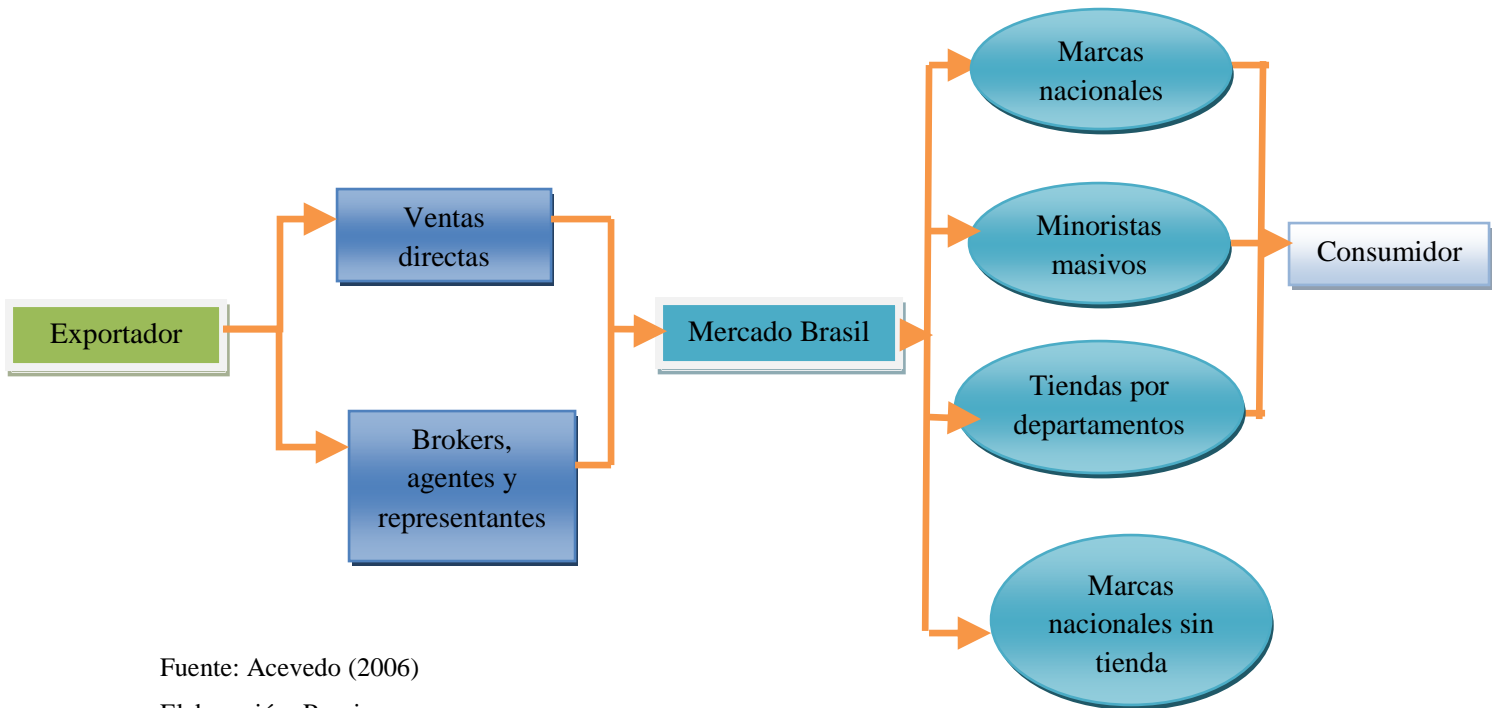 Exportador
Ventas
directas
Brokers,
agentes y
representantes
Mercado Brasil
Marcas
nacionales
Minoristas
masivos
Tiendas por
departamentos
Marcas
nacionales sin
tienda
Consumidor
Fuente: Acevedo (2006)